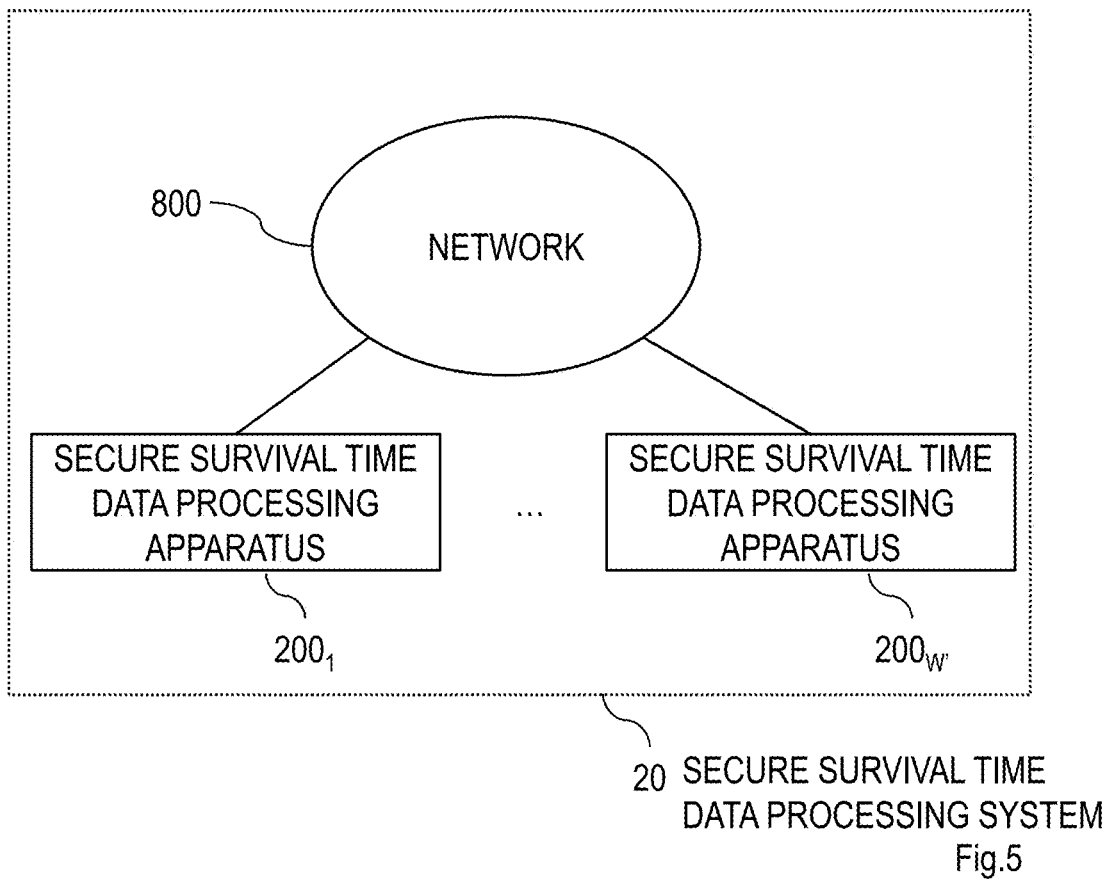 800
NETWORK
SECURE SURVIVAL TIME
DATA PROCESSING
APPARATUS
...
SECURE SURVIVAL TIME
DATA PROCESSING
APPARATUS
200₁
200W'
20 SECURE SURVIVAL TIME
DATA PROCESSING SYSTEM
Fig.5